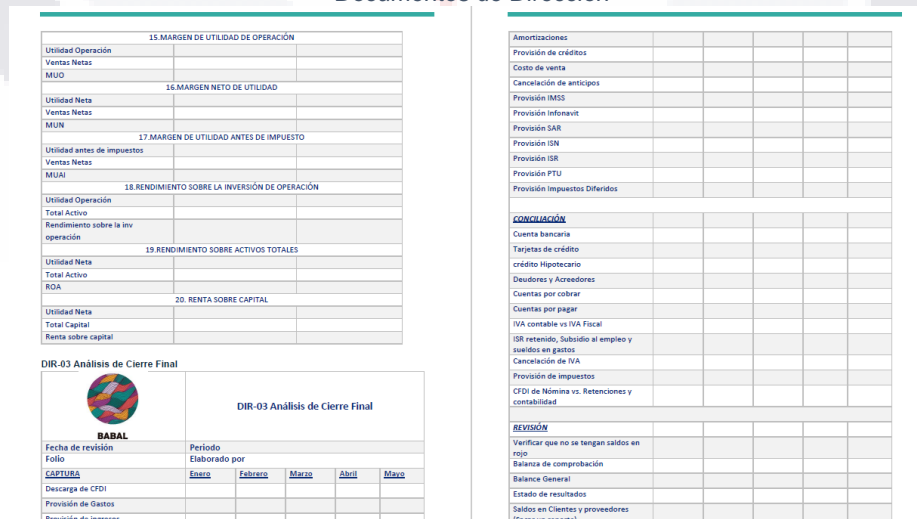 Documentos de Dirección
15.MARGEN DE UTILIDAD DE OPERACIÓN
Utilidad Operación
Ventas Netas
MUO
16.MARGEN NETO DE UTILIDAD
Utilidad Neta
Ventas Netas
MUN
17.MARGEN DE UTILIDAD ANTES DE IMPUESTO
Utilidad antes de impuestos
Ventas Netas
MUAI
18.RENDIMIENTO SOBRE LA INVERSIÓN DE OPERACIÓN
Utilidad Operación
Total Activo
Rendimiento sobre la inv
operación
19.RENDIMIENTO SOBRE ACTIVOS TOTALES
Utilidad Neta
Total Activo
ROA
20. RENTA SOBRE CAPITAL
Utilidad Neta
Total Capital
Renta sobre capital
DIR-03 Análisis de Cierre Final
BABAL
DIR-03 Análisis de Cierre Final
Fecha de revisión Periodo
Folio Elaborado por
CAPTURA Enero Febrero Marzo Abril Mayo
Descarga de CFDI
Provisión de Gastos
Provisión de ingresos
Amortizaciones
Provisión de créditos
Costo de venta
Cancelación de anticipos
Provisión IMSS
Provisión Infonavit
Provisión SAR
Provisión ISN
Provisión ISR
Provisión PTU
Provisión Impuestos Diferidos
CONCILIACIÓN
Cuenta bancaria
Tarjetas de crédito
crédito Hipotecario
Deudores y Acreedores
Cuentas por cobrar
Cuentas por pagar
IVA contable vs IVA Fiscal
ISR retenido, Subsidio al empleo y
sueldos en gastos
Cancelación de IVA
Provisión de impuestos
CFDI de Nómina vs. Retenciones y
contabilidad
REVISIÓN
Verificar que no se tengan saldos en
rojo
Balanza de comprobación
Balance General
Estado de resultados
Saldos en Clientes y proveedores